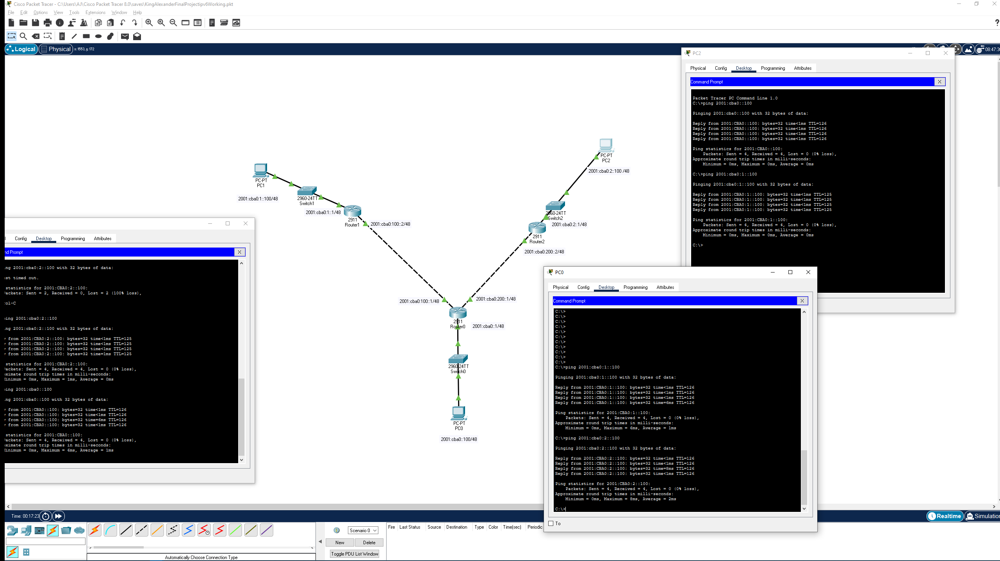 Cisco Packet Tracer - C:\Users\AJ\Cisco Packet Tracer 8.0\saves\KingAlexanderFinalProjectipv6Working.pkt
File Edit Options View Tools Extensions Window Help
?
Logical Physical x: 1553, y: 172
08:47:3
PC-PT
PC1
2001:cba0:1::100/48
2960-24TT
Switch1
2001:cba0:1::1/48
2911
Router1
2001:cba0:100::2/48
PC-PT
PC2
2001:cba0:2::100 /48
2960-24TT
Switch2
2001:cba0:2::1/48
2911
Router2
2001:cba0:200::2/48
2001:cba0:100::1/48
2001:cba0:200::1/48
2911
Router0
2001:cba0::1/48
2960-24TT
Switch0
PC-PT
PC0
2001:cba0::100/48
PC2
Physical Config Desktop Programming Attributes
Command Prompt X
Packet Tracer PC Command Line 1.0
C:\>ping 2001:cba0::100
Pinging 2001:cba0::100 with 32 bytes of data:
Reply from 2001:CBA0::100: bytes=32 time<1ms TTL=126
Reply from 2001:CBA0::100: bytes=32 time<1ms TTL=126
Reply from 2001:CBA0::100: bytes=32 time<1ms TTL=126
Reply from 2001:CBA0::100: bytes=32 time<1ms TTL=126
Ping statistics for 2001:CBA0::100:
Packets: Sent = 4, Received = 4, Lost = 0 (0% loss),
Approximate round trip times in milli-seconds:
Minimum = 0ms, Maximum = 0ms, Average = 0ms
C:\>ping 2001:cba0:1::100
Pinging 2001:cba0:1::100 with 32 bytes of data:
Reply from 2001:CBA0:1::100: bytes=32 time<1ms TTL=125
Reply from 2001:CBA0:1::100: bytes=32 time<1ms TTL=125
Reply from 2001:CBA0:1::100: bytes=32 time<1ms TTL=125
Reply from 2001:CBA0:1::100: bytes=32 time<1ms TTL=125
Ping statistics for 2001:CBA0:1::100:
Packets: Sent = 4, Received = 4, Lost = 0 (0% loss),
Approximate round trip times in milli-seconds:
Minimum = 0ms, Maximum = 0ms, Average = 0ms
C:\>
Config Desktop Programming Attributes
nd Prompt X
ing 2001:cba0:2::100 with 32 bytes of data:
est timed out.
statistics for 2001:CBA0:2::100:
Packets: Sent = 2, Received = 0, Lost = 2 (100% loss),
rol-C
ping 2001:cba0:2::100
ing 2001:cba0:2::100 with 32 bytes of data:
y from 2001:CBA0:2::100: bytes=32 time<1ms TTL=125
y from 2001:CBA0:2::100: bytes=32 time<1ms TTL=125
y from 2001:CBA0:2::100: bytes=32 time<1ms TTL=125
y from 2001:CBA0:2::100: bytes=32 time=1ms TTL=125
statistics for 2001:CBA0:2::100:
Packets: Sent = 4, Received = 4, Lost = 0 (0% loss),
oximate round trip times in milli-seconds:
Minimum = 0ms, Maximum = 1ms, Average = 0ms
ping 2001:cba0::100
ing 2001:cba0::100 with 32 bytes of data:
y from 2001:CBA0::100: bytes=32 time<1ms TTL=126
y from 2001:CBA0::100: bytes=32 time<1ms TTL=126
y from 2001:CBA0::100: bytes=32 time=6ms TTL=126
y from 2001:CBA0::100: bytes=32 time<1ms TTL=126
statistics for 2001:CBA0::100:
Packets: Sent = 4, Received = 4, Lost = 0 (0% loss),
oximate round trip times in milli-seconds:
Minimum = 0ms, Maximum = 6ms, Average = 1ms
PC0
Physical Config Desktop Programming Attributes
Command Prompt X
C:\>
C:\>
C:\>
C:\>
C:\>
C:\>
C:\>
C:\>
C:\>
C:\>
C:\>
C:\>ping 2001:cba0:1::100
Pinging 2001:cba0:1::100 with 32 bytes of data:
Reply from 2001:CBA0:1::100: bytes=32 time<1ms TTL=126
Reply from 2001:CBA0:1::100: bytes=32 time<1ms TTL=126
Reply from 2001:CBA0:1::100: bytes=32 time<1ms TTL=126
Reply from 2001:CBA0:1::100: bytes=32 time=6ms TTL=126
Ping statistics for 2001:CBA0:1::100:
Packets: Sent = 4, Received = 4, Lost = 0 (0% loss),
Approximate round trip times in milli-seconds:
Minimum = 0ms, Maximum = 6ms, Average = 1ms
C:\>ping 2001:cba0:2::100
Pinging 2001:cba0:2::100 with 32 bytes of data:
Reply from 2001:CBA0:2::100: bytes=32 time<1ms TTL=126
Reply from 2001:CBA0:2::100: bytes=32 time<1ms TTL=126
Reply from 2001:CBA0:2::100: bytes=32 time=8ms TTL=126
Reply from 2001:CBA0:2::100: bytes=32 time<1ms TTL=126
Ping statistics for 2001:CBA0:2::100:
Packets: Sent = 4, Received = 4, Lost = 0 (0% loss),
Approximate round trip times in milli-seconds:
Minimum = 0ms, Maximum = 8ms, Average = 2ms
C:\>
To
Time: 00:17:23
Realtime Simulation
Scenario 0
New Delete
Toggle PDU List Window
Fire Last Status Source Destination Type Color Time(sec) Periodic
Automatically Choose Connection Type